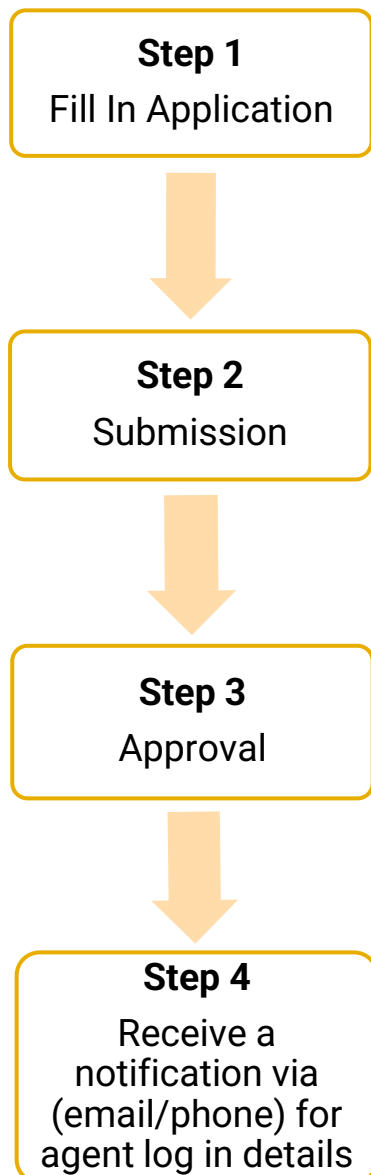 Step 1
Fill In Application
Step 2
Submission
Step 3
Approval
Step 4
Receive a
notification via
(email/phone) for
agent log in details